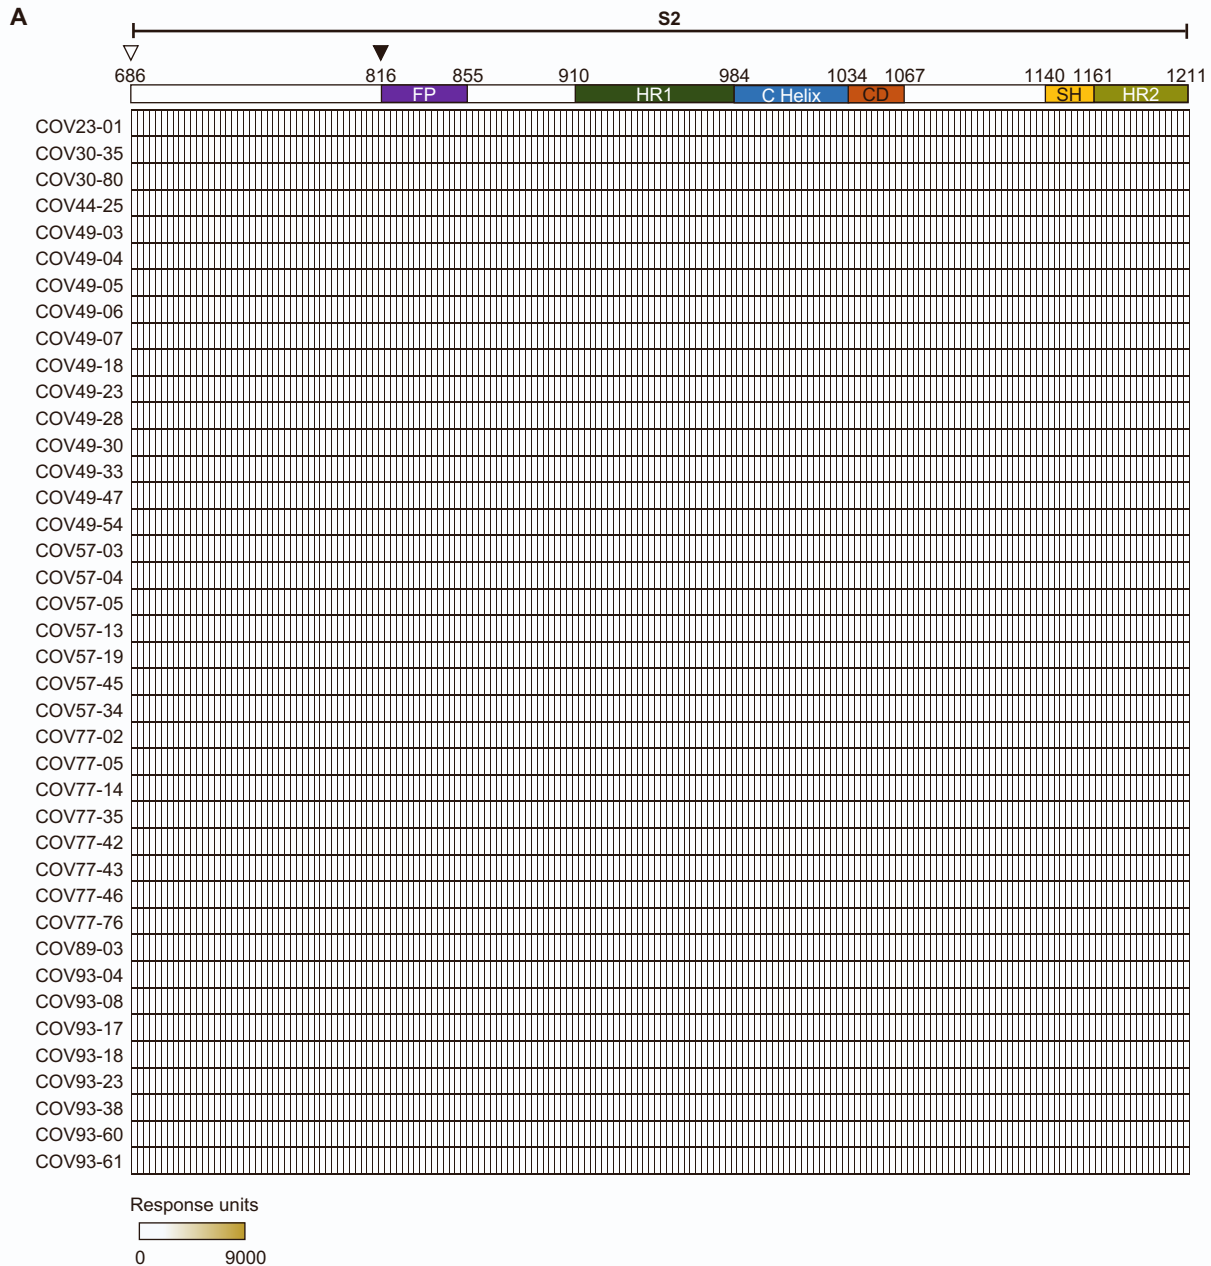 A
S2
686 816 855 910 984 1034 1067 1140 1161 1211
FP HR1 C Helix CD SH HR2
COV23-01
COV30-35
COV30-80
COV44-25
COV49-03
COV49-04
COV49-05
COV49-06
COV49-07
COV49-18
COV49-23
COV49-28
COV49-30
COV49-33
COV49-47
COV49-54
COV57-03
COV57-04
COV57-05
COV57-13
COV57-19
COV57-45
COV57-34
COV77-02
COV77-05
COV77-14
COV77-35
COV77-42
COV77-43
COV77-46
COV77-76
COV89-03
COV93-04
COV93-08
COV93-17
COV93-18
COV93-23
COV93-38
COV93-60
COV93-61
Response units
0 9000